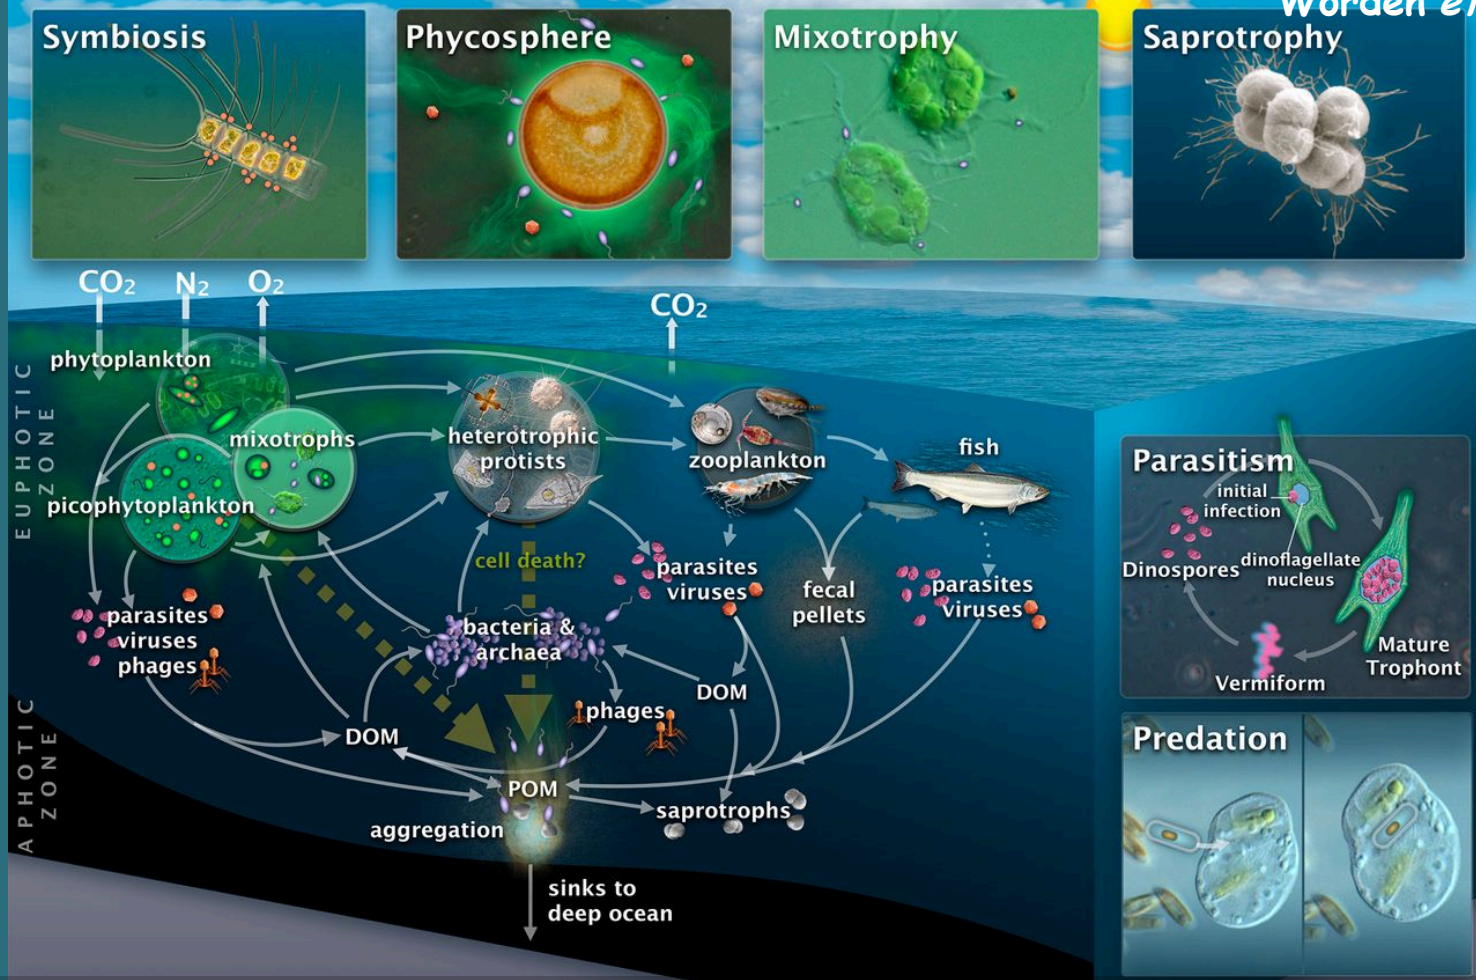 Worden et
Symbiosis
Phycosphere
Mixotrophy
Saprotrophy
CO₂
N₂
O₂
CO₂
EUPHOTIC
ZONE
phytoplankton
mixotrophs
picophytoplankton
heterotrophic
protists
zooplankton
fish
cell death?
parasites
viruses
fecal
pellets
parasites
viruses
parasites
viruses
phages
bacteria &
archaea
DOM
phages
DOM
APHOTIC
ZONE
POM
saprotrophs
aggregation
sinks to
deep ocean
Parasitism
initial
infection
Dinospores
dinoflagellate
nucleus
Mature
Trophont
Vermiform
Predation